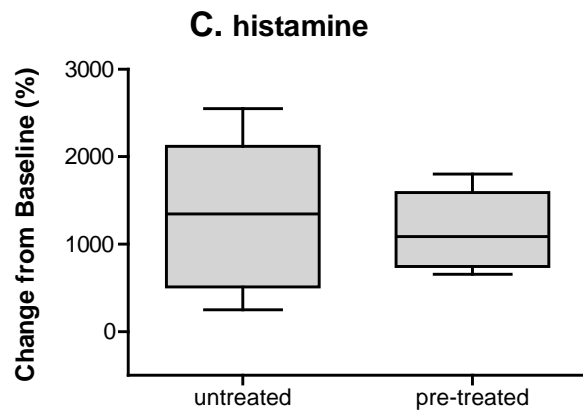 C. histamine
Change from Baseline (%)
3000
2000
1000
0
untreated
pre-treated